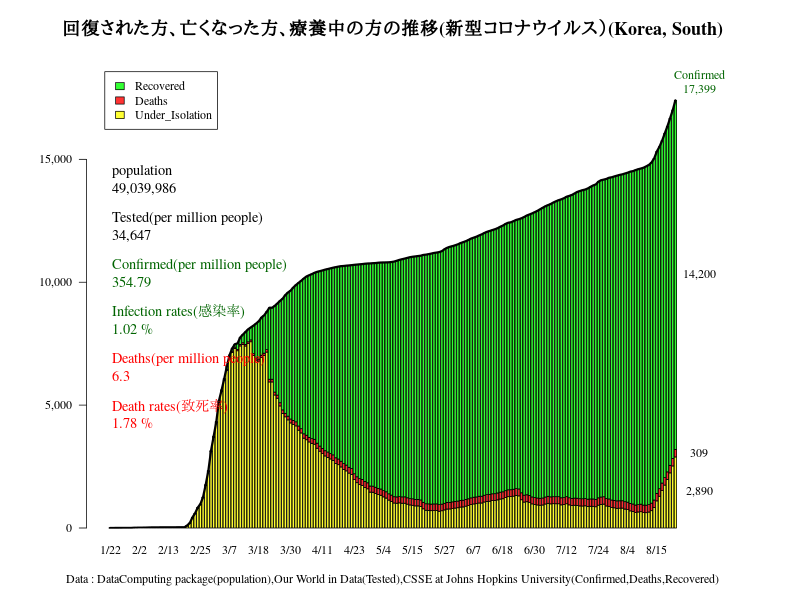 回復された方、亡くなった方、療養中の方の推移(新型コロナウイルス)(Korea, South)
Confirmed
17,399
Recovered
Deaths
Under_Isolation
15,000
population
49,039,986
Tested(per million people)
34,647
Confirmed(per million people)
354.79
14,200
10,000
Infection rates(感染率)
1.02 %
Deaths(per million people)
6.3
5,000
Death rates(致死率)
1.78 %
309
2,890
0
1/22 2/2 2/13 2/25 3/7 3/18 3/30 4/11 4/23 5/4 5/15 5/27 6/7 6/18 6/30 7/12 7/24 8/4 8/15
Data : DataComputing package(population),Our World in Data(Tested),CSSE at Johns Hopkins University(Confirmed,Deaths,Recovered)